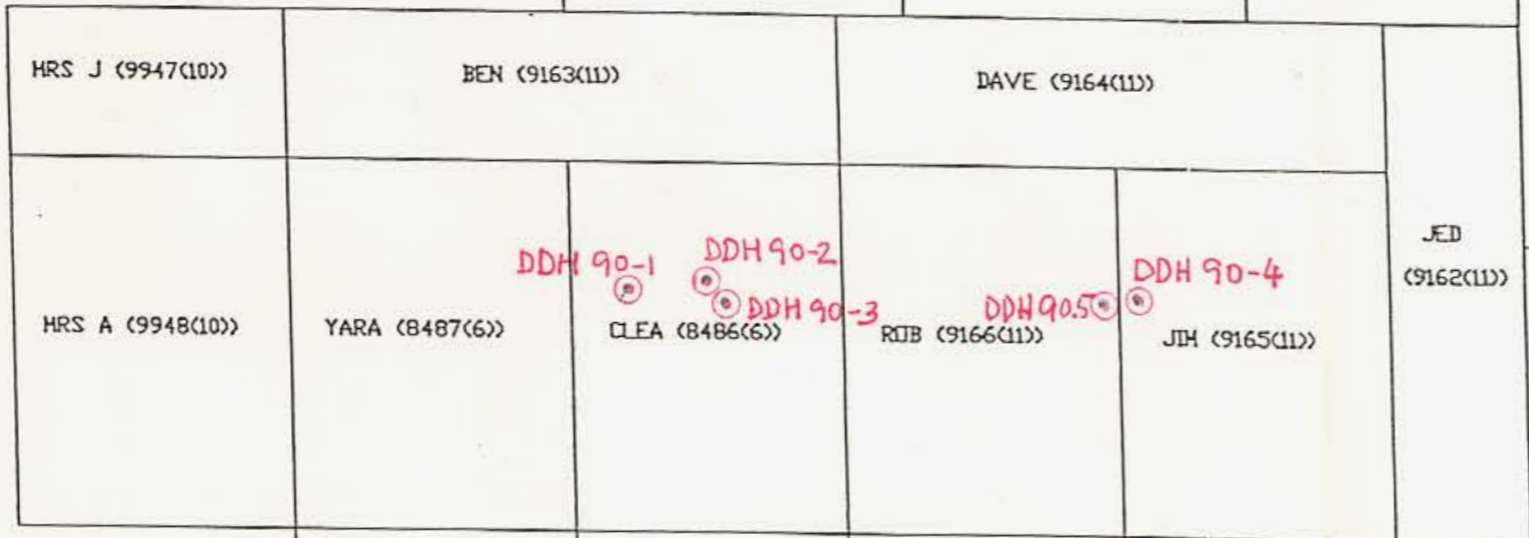 MRS J (9947(10))
BEN (9163(11))
DAVE (9164(11))
JED
(9162(11))
DDH 90-1
DDH 90-2
DDH 90-3
DDH 90.5
DDH 90-4
MRS A (9948(10))
YARA (8487(6))
CLEA (8486(6))
ROB (9166(11))
JIM (9165(11))